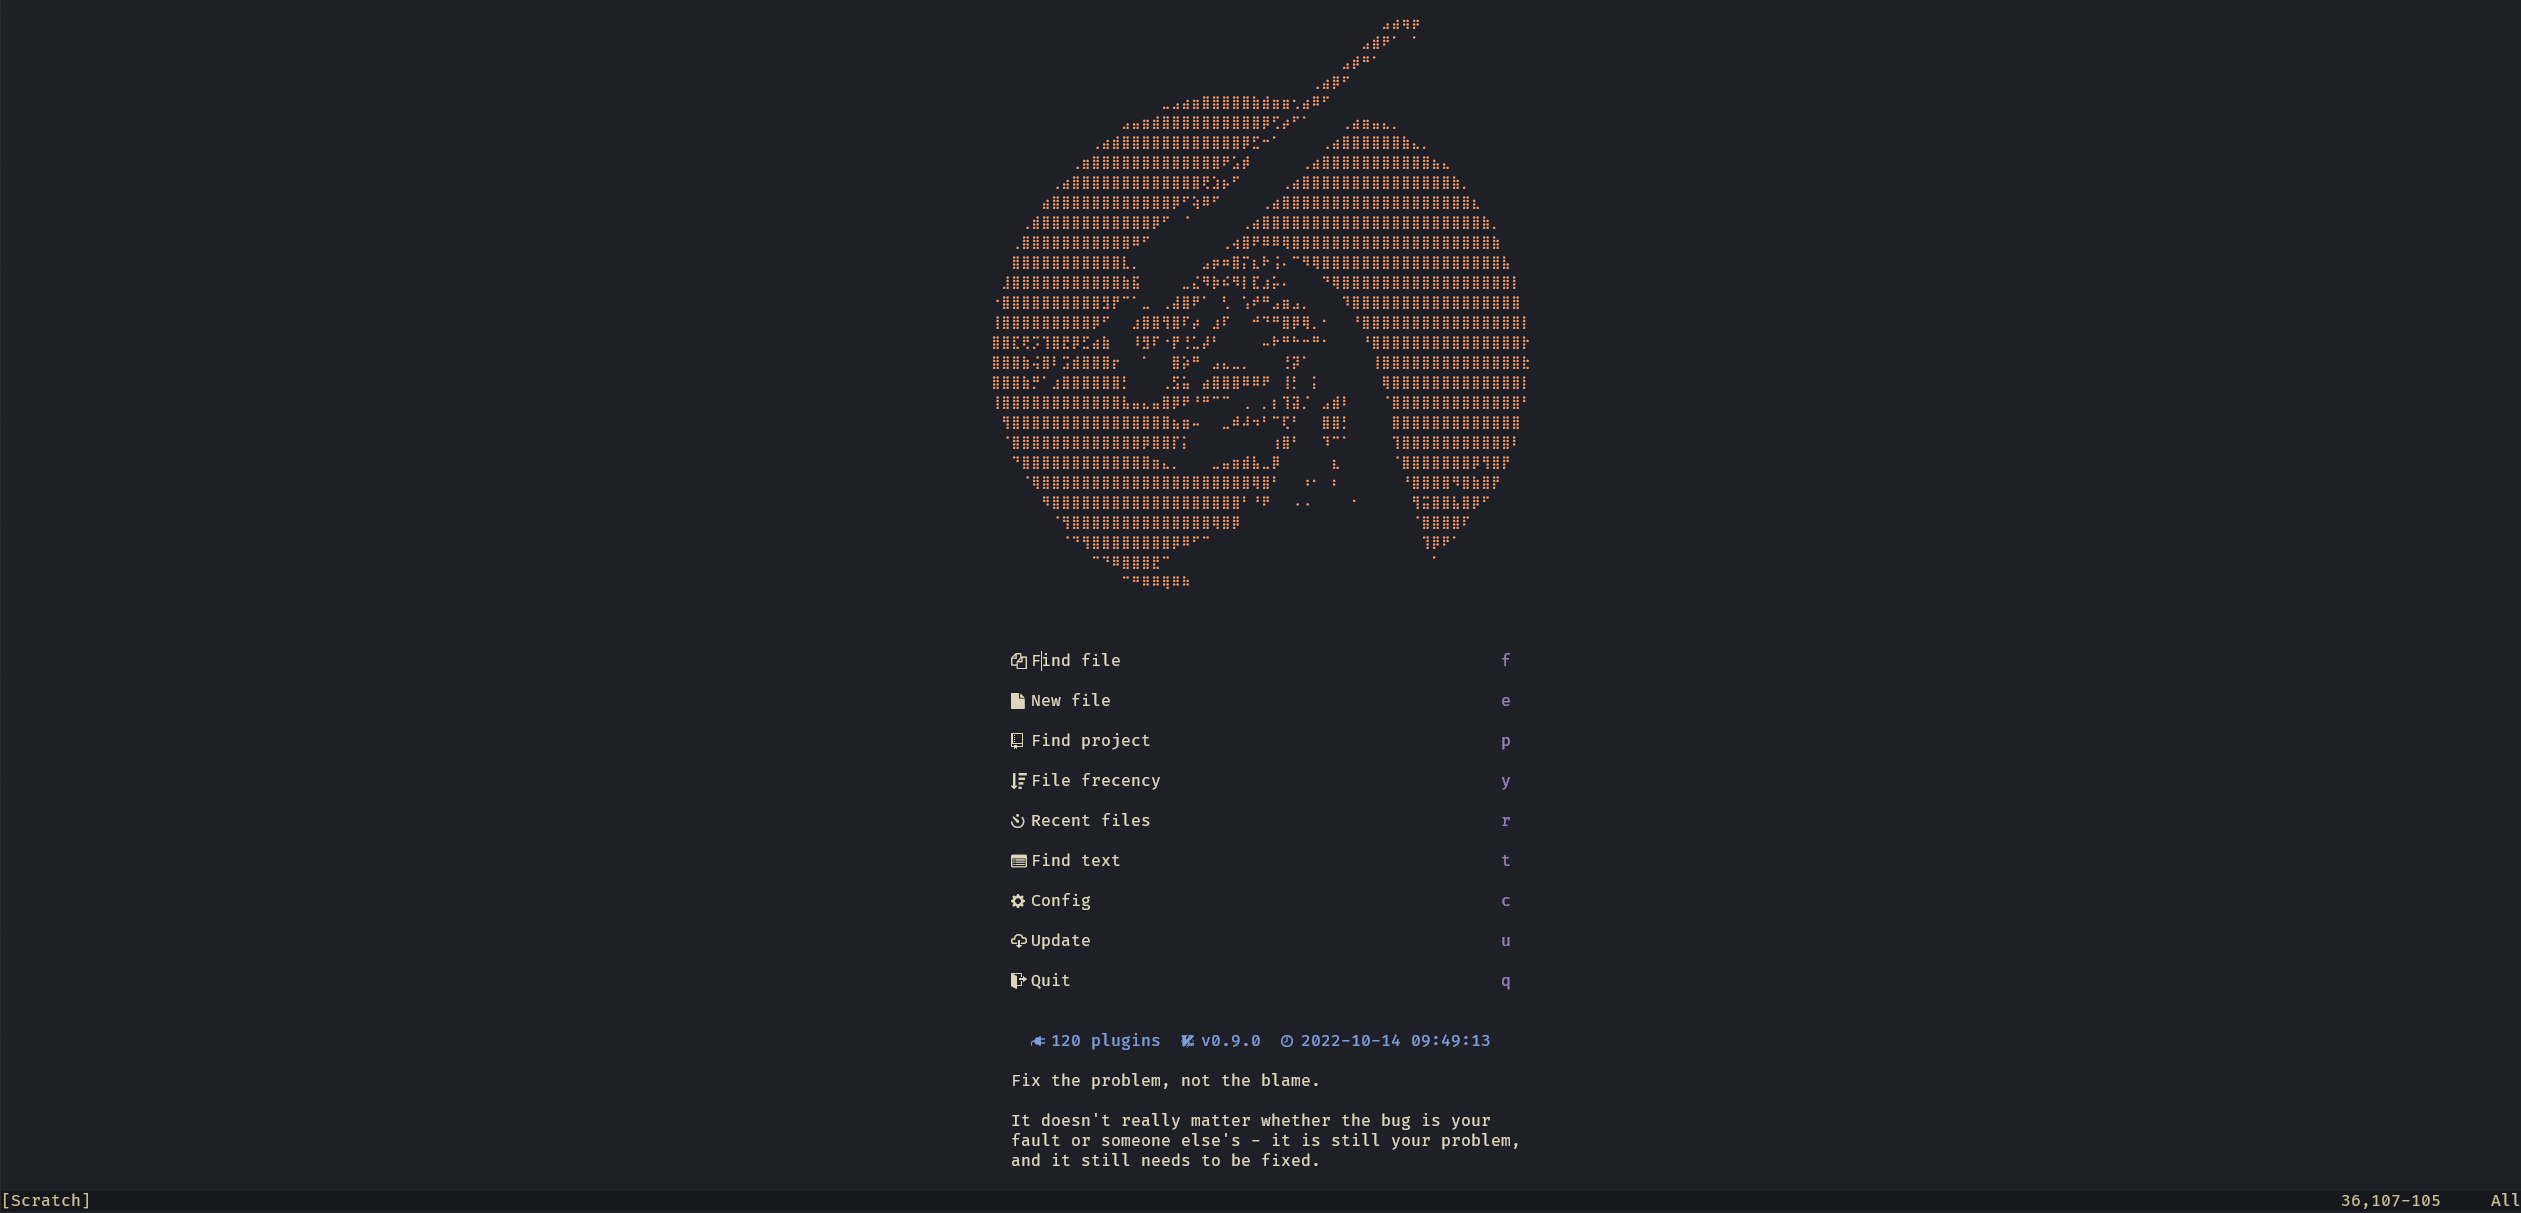 Find file f
New file e
Find project p
File frecency y
Recent files r
Find text t
Config c
Update u
Quit q
120 plugins v0.9.0 2022-10-14 09:49:13
Fix the problem, not the blame.
It doesn't really matter whether the bug is your
fault or someone else's - it is still your problem,
and it still needs to be fixed.
[Scratch] 36,107-105 All